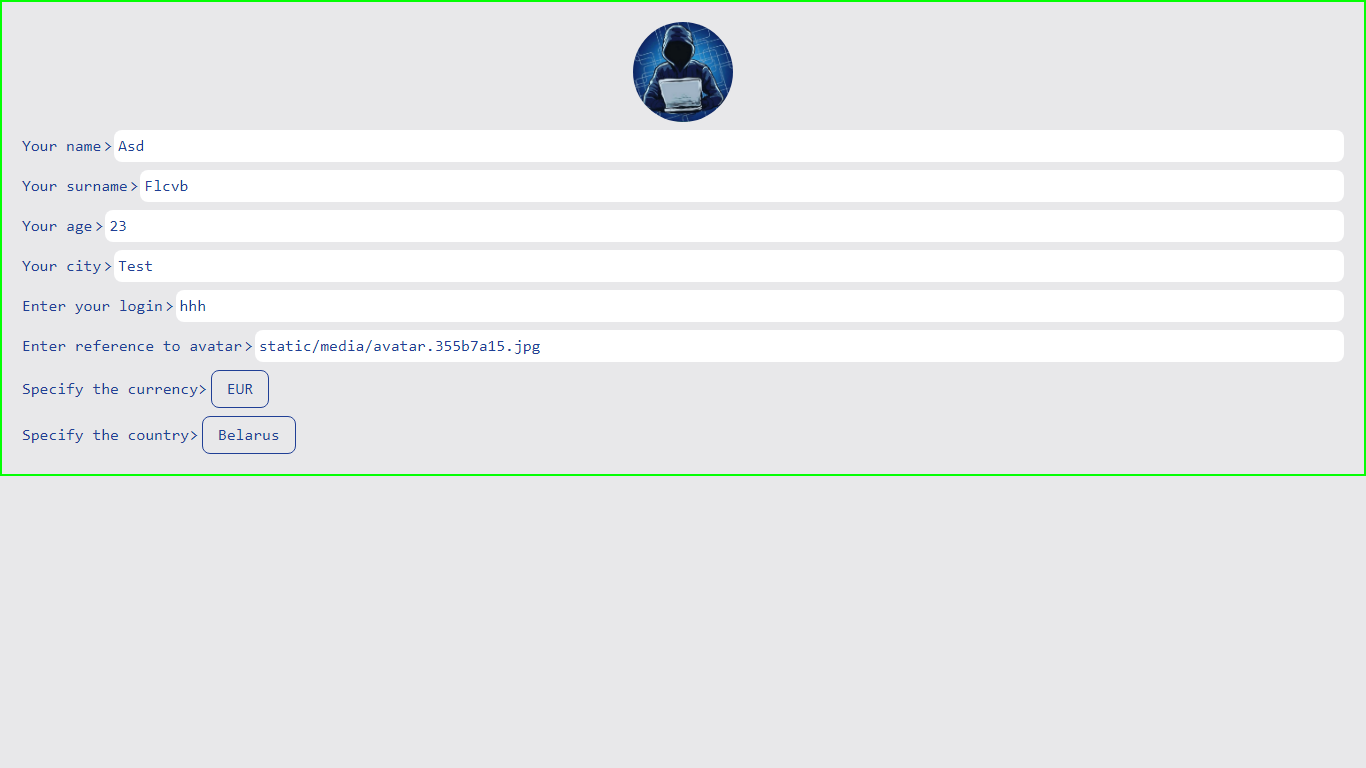 Your name> Asd
Your surname> Flcvb
Your age> 23
Your city> Test
Enter your login> hhh
Enter reference to avatar> static/media/avatar.355b7a15.jpg
Specify the currency> EUR
Specify the country> Belarus